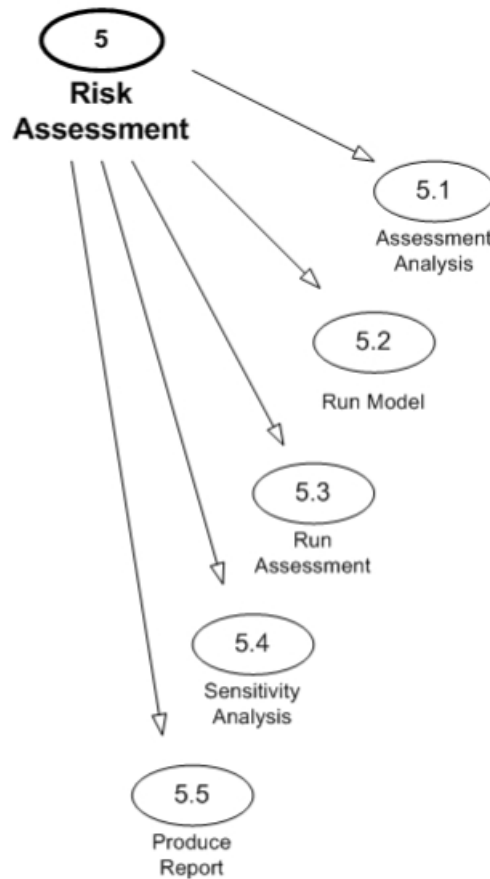 5
Risk
Assessment
5.1
Assessment
Analysis
5.2
Run Model
5.3
Run
Assessment
5.4
Sensitivity
Analysis
5.5
Produce
Report